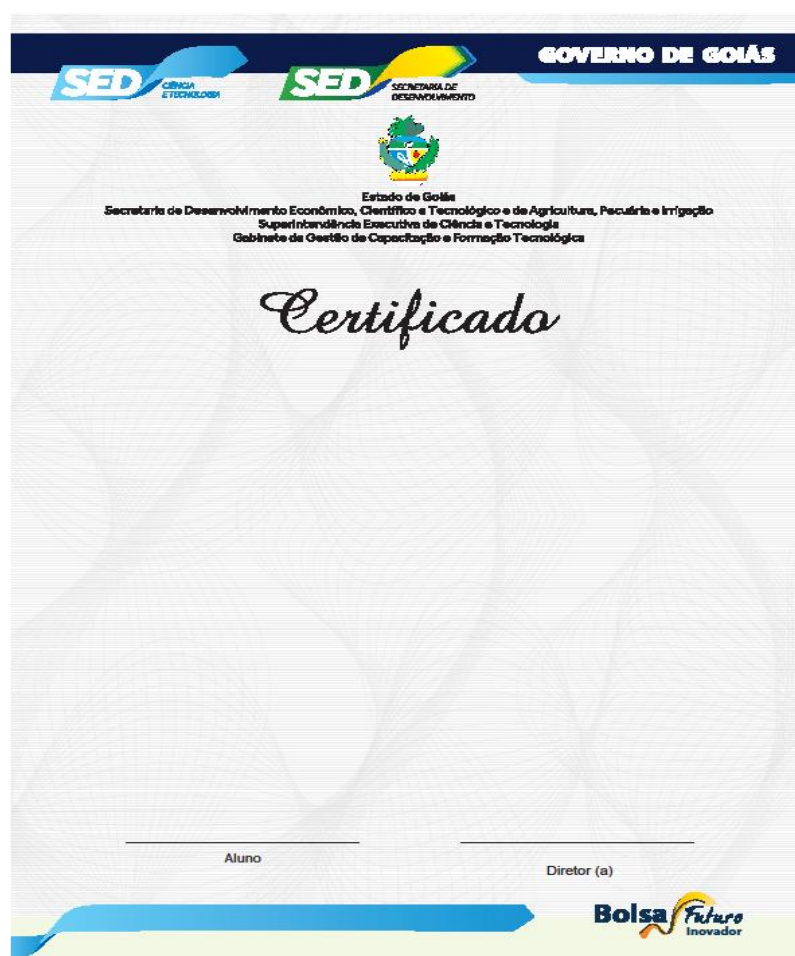 GOVERNO DE GOIÁS
SED CIÊNCIA
E TECNOLOGIA
SED SECRETARIA DE
DESENVOLVIMENTO
Estado de Goiás
Secretaria de Desenvolvimento Econômico, Científico e Tecnológico e de Agricultura, Pecuária e Irrigação
Superintendência Executiva de Ciência e Tecnologia
Gabinete de Gestão de Capacitação e Formação Tecnológica
Certificado
Aluno
Diretor (a)
Bolsa Futuro
Inovador